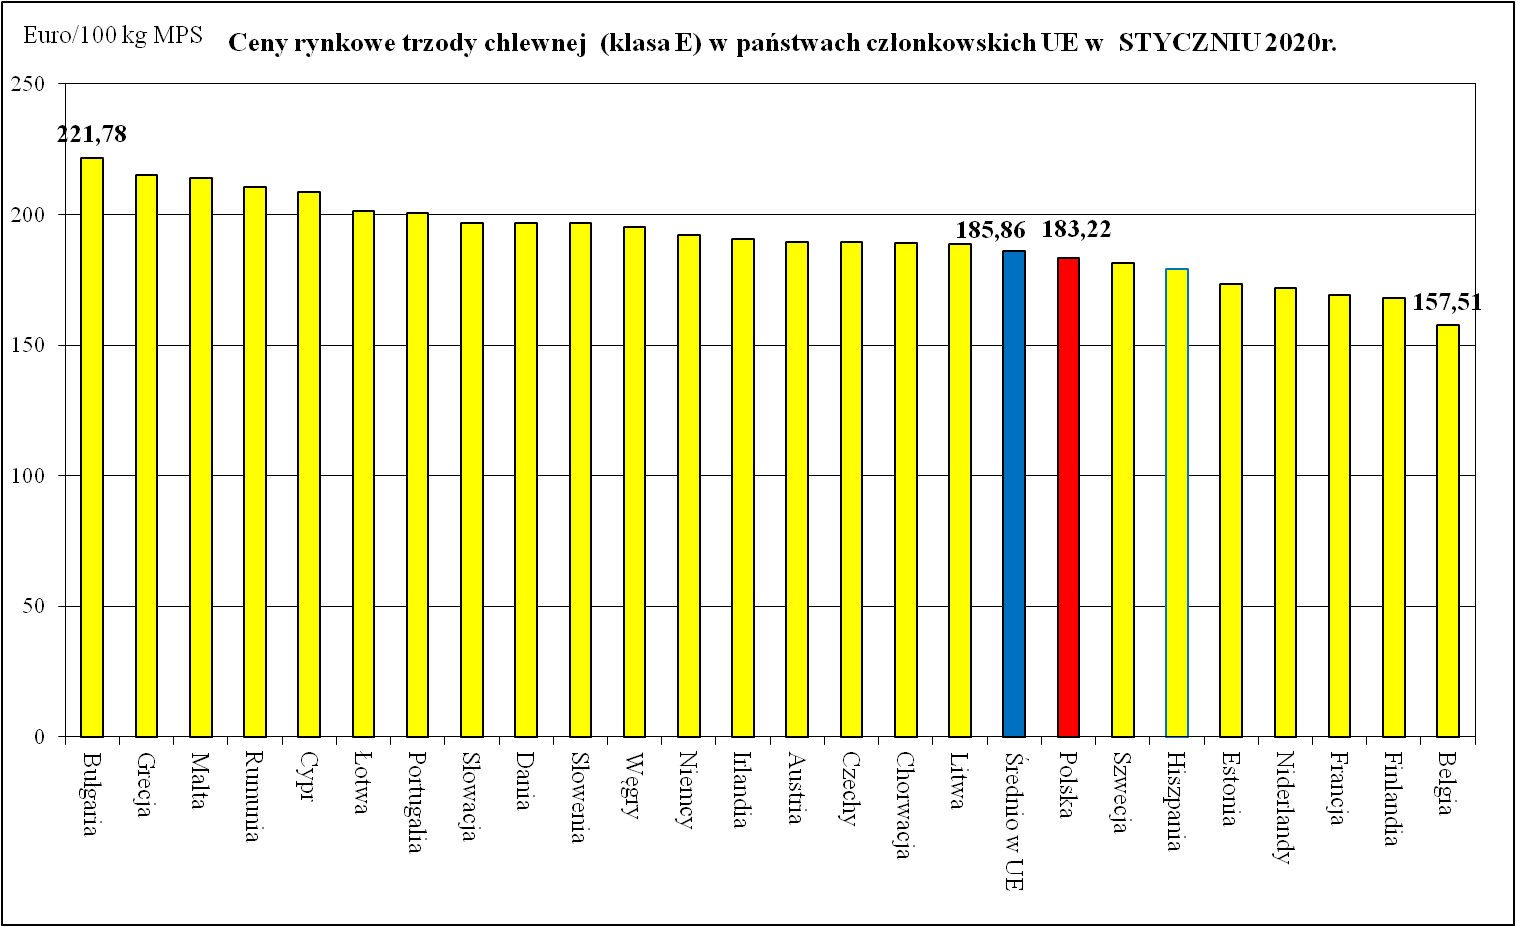 Euro/100 kg MPS
Ceny rynkowe trzody chlewnej (klasa E) w państwach członkowskich UE w STYCZNIU 2020r.
250
200
150
100
50
0
221,78
185,86
183,22
157,51
Bułgaria
Grecja
Malta
Rumunia
Cypr
Łotwa
Portugalia
Słowacja
Dania
Słowenia
Węgry
Niemcy
Irlandia
Austria
Czechy
Chorwacja
Litwa
Średnio w UE
Polska
Szwecja
Hiszpania
Estonia
Niderlandy
Francja
Finlandia
Belgia